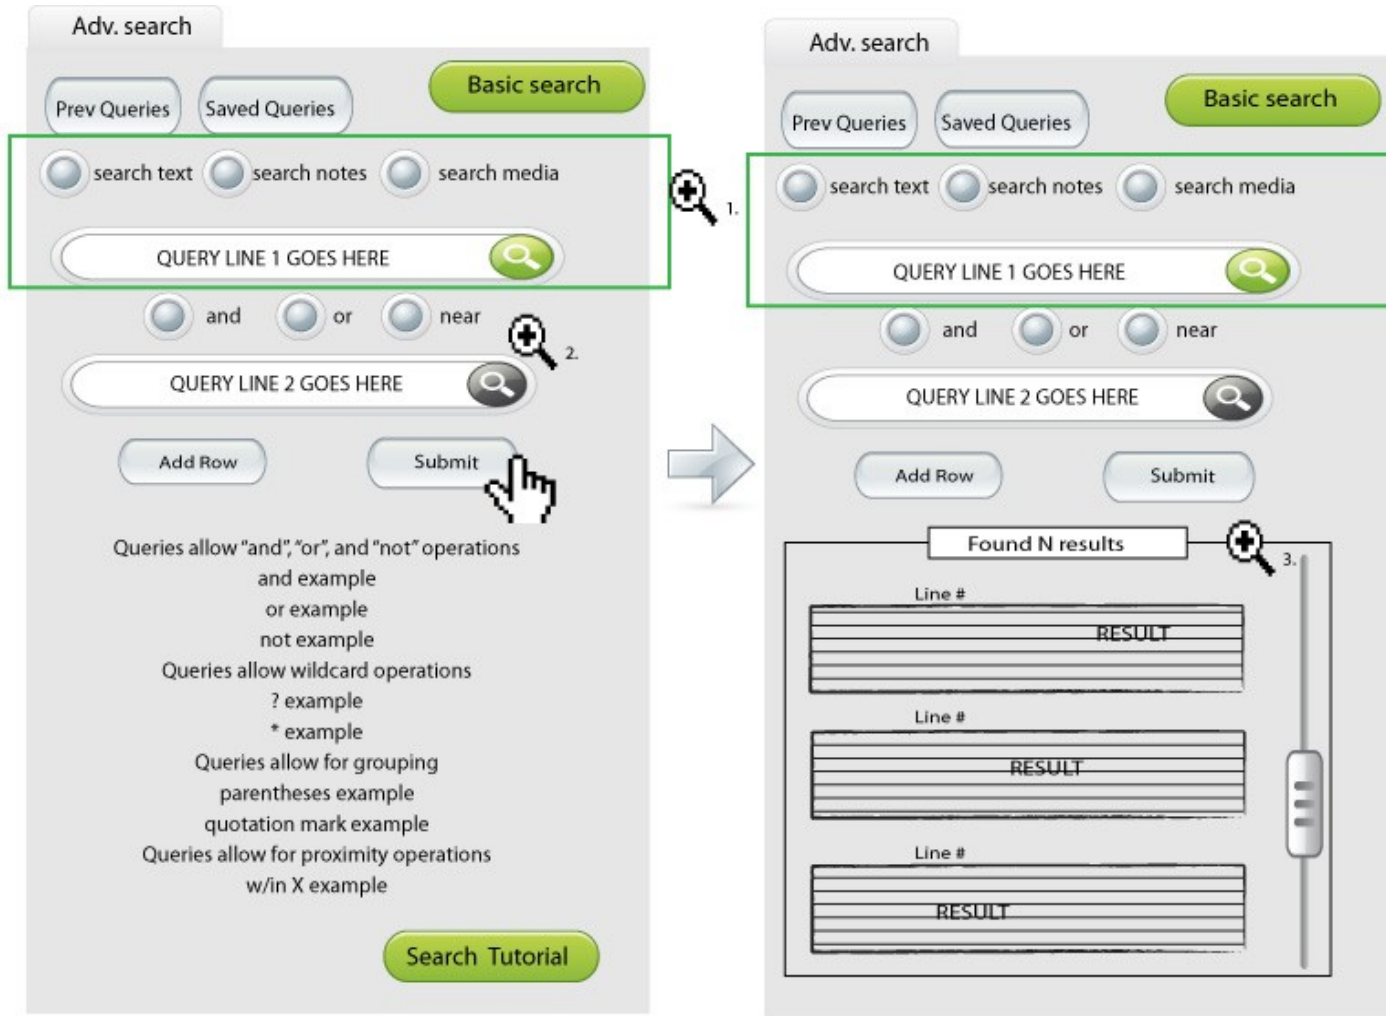 Adv. search
Prev Queries Saved Queries Basic search
search text search notes search media
1.
QUERY LINE 1 GOES HERE
and or near
2.
QUERY LINE 2 GOES HERE
Add Row Submit
Queries allow “and”, “or”, and “not” operations
and example
or example
not example
Queries allow wildcard operations
? example
* example
Queries allow for grouping
parentheses example
quotation mark example
Queries allow for proximity operations
w/in X example
Search Tutorial
Adv. search
Prev Queries Saved Queries Basic search
search text search notes search media
QUERY LINE 1 GOES HERE
and or near
QUERY LINE 2 GOES HERE
Add Row Submit
Found N results
3.
Line #
RESULT
Line #
RESULT
Line #
RESULT